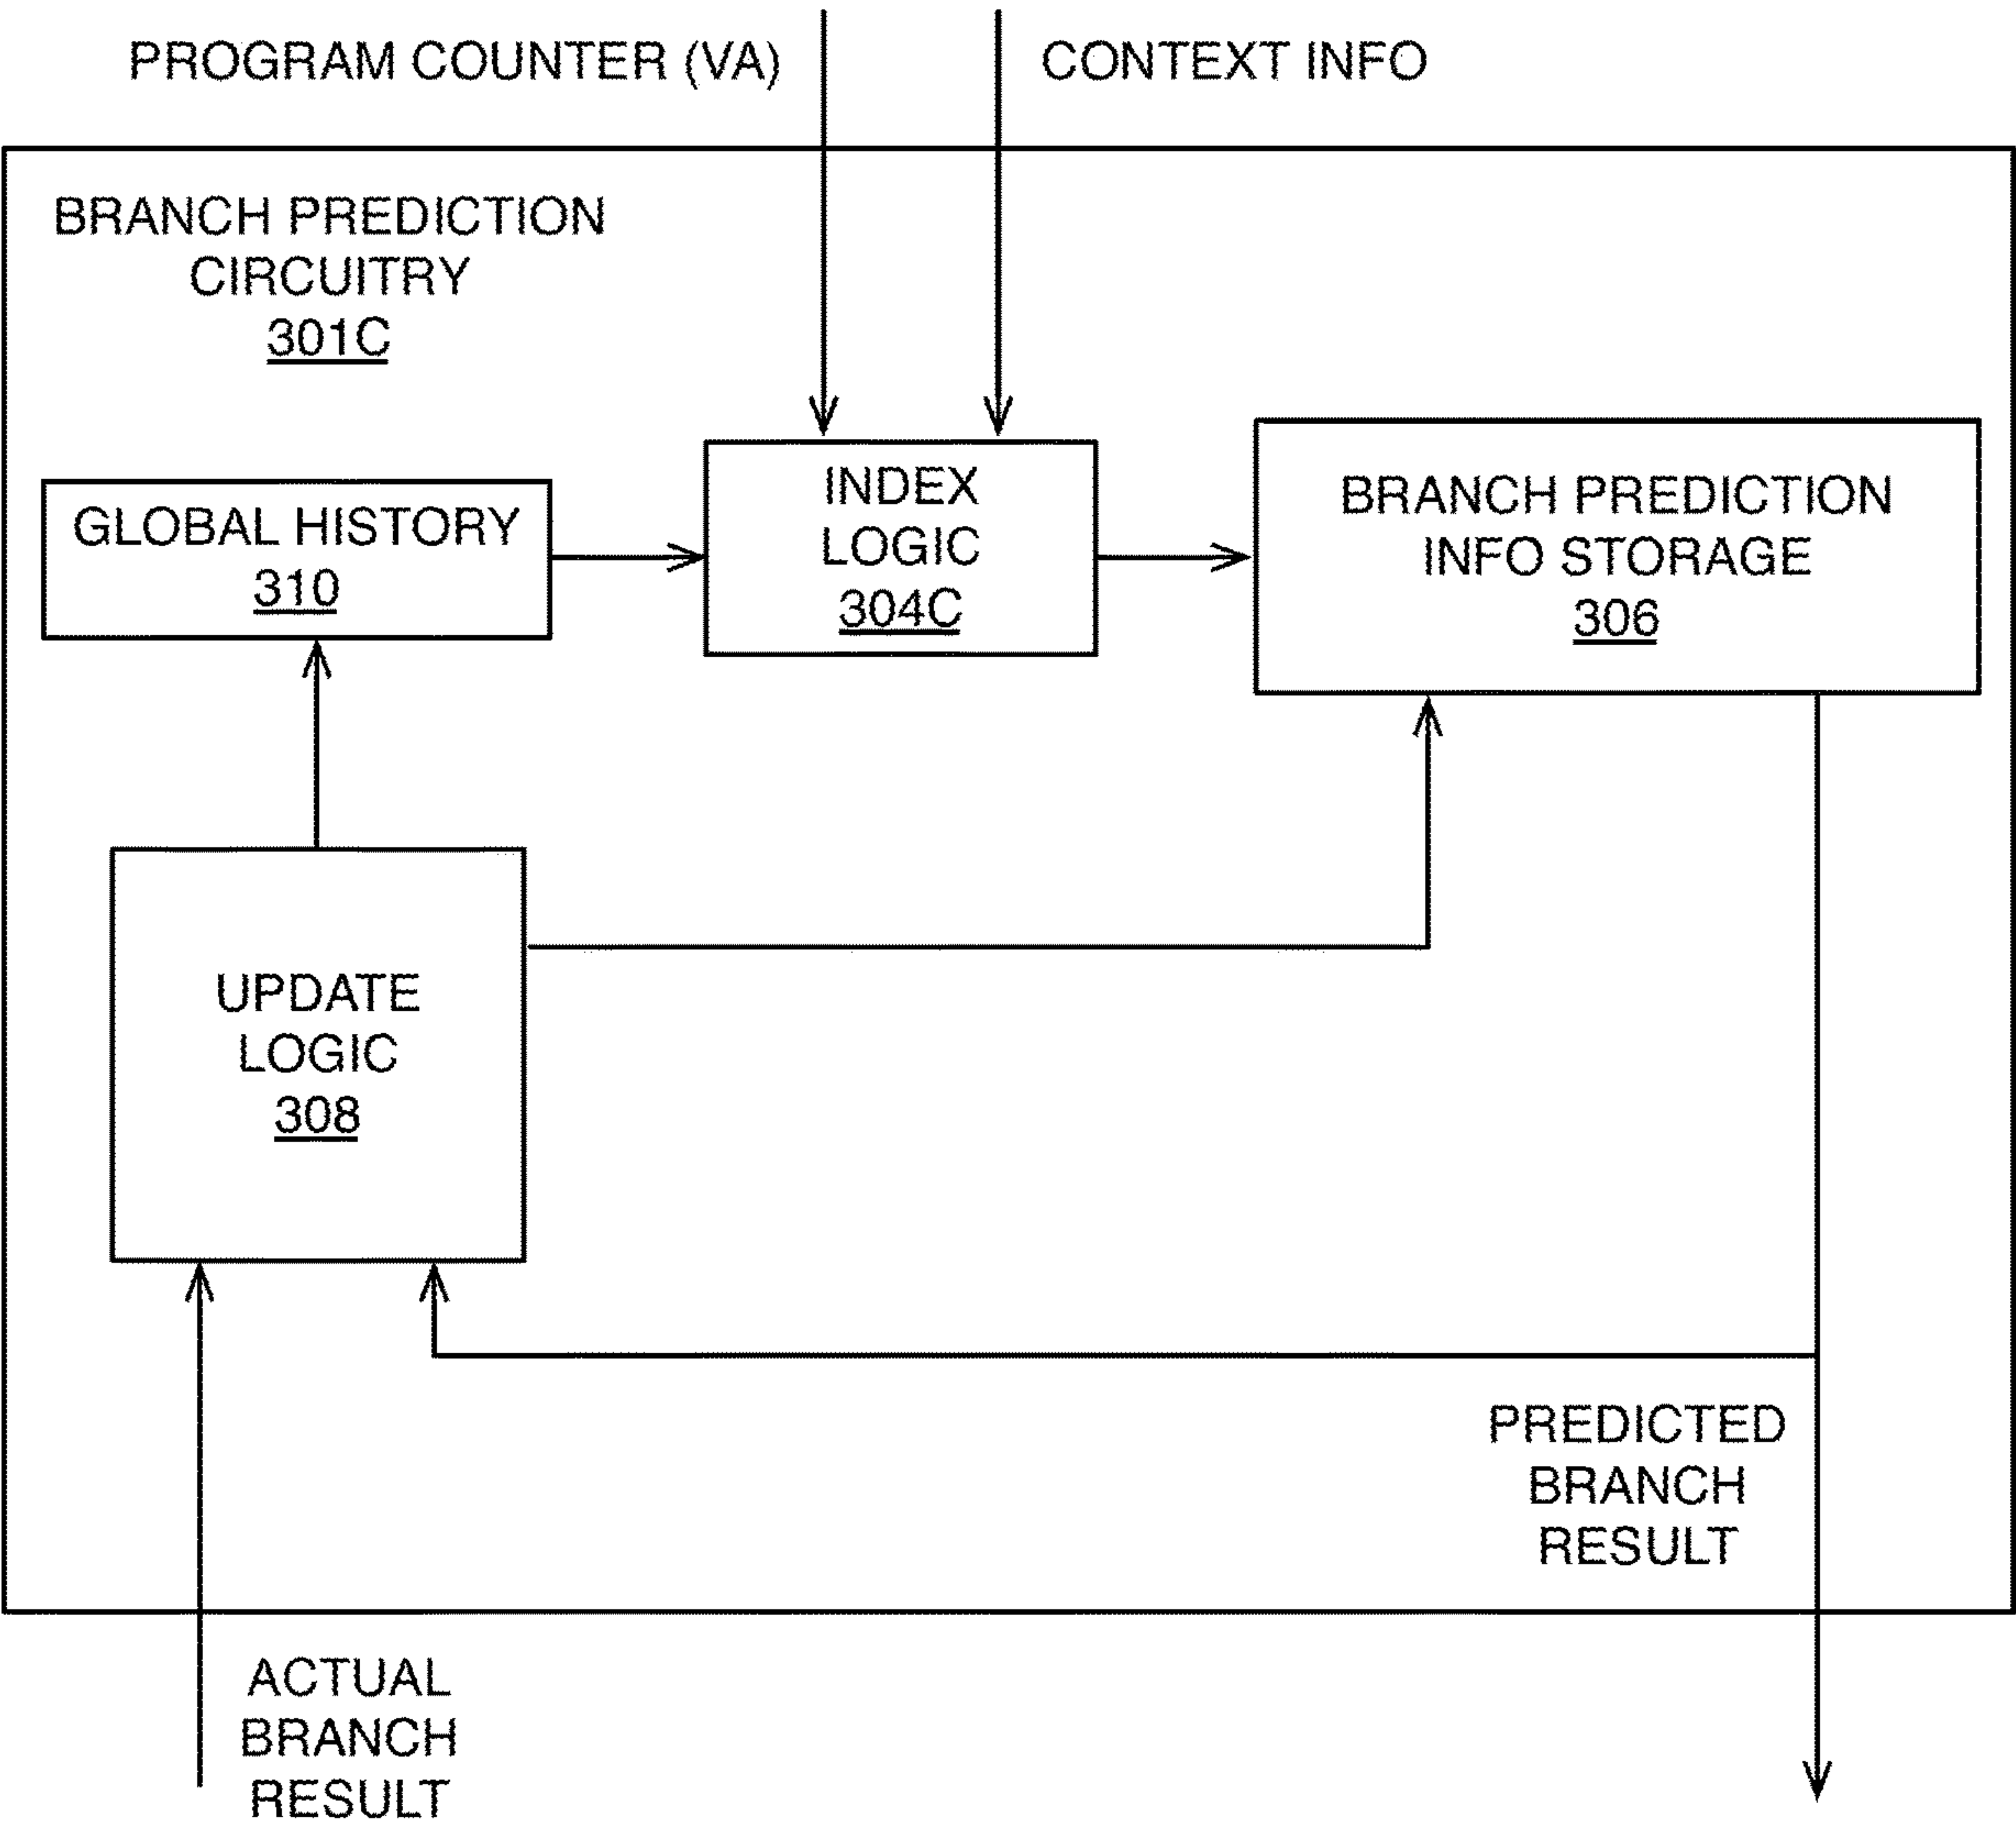 PROGRAM COUNTER (VA)
CONTEXT INFO
BRANCH PREDICTION
CIRCUITRY
301C
GLOBAL HISTORY
310
INDEX
LOGIC
304C
BRANCH PREDICTION
INFO STORAGE
306
UPDATE
LOGIC
308
PREDICTED
BRANCH
RESULT
ACTUAL
BRANCH
RESULT